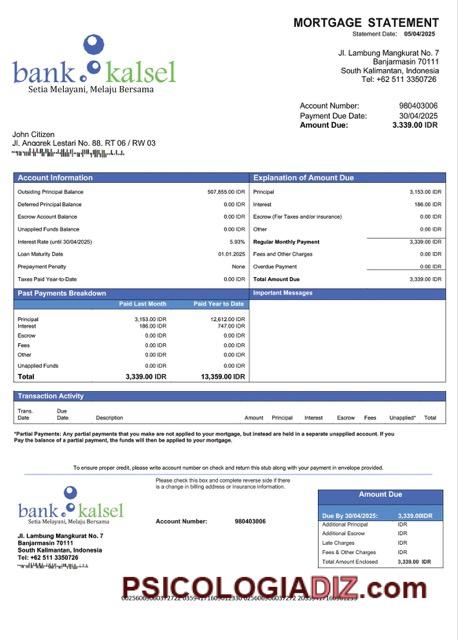 MORTGAGE STATEMENT
Statement Date: 05/04/2025
bank kalsel
Setia Melayani, Melaju Bersama
Jl. Lambung Mangkurat No. 7
Banjarmasin 70111
South Kalimantan, Indonesia
Tel: +62 511 3350726
Account Number: 980403006
Payment Due Date: 30/04/2025
Amount Due: 3.339.00 IDR
John Citizen
Jl. Anggrek Lestari No. 88. RT 06 / RW 03
Account Information
Outsiding Principal Balance 507,855.00 IDR
Deferred Principal Balance 0.00 IDR
Escrow Account Balance 0.00 IDR
Unapplied Funds Balance 0.00 IDR
Interest Rate (until 30/04/2025) 5.93%
Loan Maturity Date 01.01.2025
Prepayment Penalty None
Taxes Paid Year-to-Date 0.00 IDR
Explanation of Amount Due
Principal 3,153.00 IDR
Interest 186.00 IDR
Escrow (For Taxes and/or insurance) 0.00 IDR
Other 0.00 IDR
Regular Monthly Payment 3,339.00 IDR
Fees and Other Charges 0.00 IDR
Overdue Payment 0.00 IDR
Total Amount Due 3,339.00 IDR
Past Payments Breakdown
Paid Last Month Paid Year to Date
Principal 3,153.00 IDR 12,612.00 IDR
Interest 186.00 IDR 747.00 IDR
Escrow 0.00 IDR 0.00 IDR
Fees 0.00 IDR 0.00 IDR
Other 0.00 IDR 0.00 IDR
Unapplied Funds 0.00 IDR 0.00 IDR
Total 3,339.00 IDR 13,359.00 IDR
Important Messages
Transaction Activity
Trans. Date Due Date Description Amount Principal Interest Escrow Fees Unapplied* Total
*Partial Payments: Any partial payments that you make are not applied to your mortgage, but instead are held in a separate unapplied account. If you
Pay the balance of a partial payment, the funds will then be applied to your mortgage.
To ensure proper credit, please write account number on check and return this stub along with your payment in envelope provided.
bank kalsel
Setia Melayani, Melaju Bersama
Jl. Lambung Mangkurat No. 7
Banjarmasin 70111
South Kalimantan, Indonesia
Tel: +62 511 3350726
Please check this box and complete reverse side if there
is a change in billing address or insurance information.
Account Number: 980403006
Amount Due
Due By 30/04/2025: 3,339.00IDR
Additional Principal IDR
Additional Escrow IDR
Late Charges IDR
Fees & Other Charges IDR
Total Amount Enclosed 3,339.00 IDR
PSICOLOGIADIZ.com